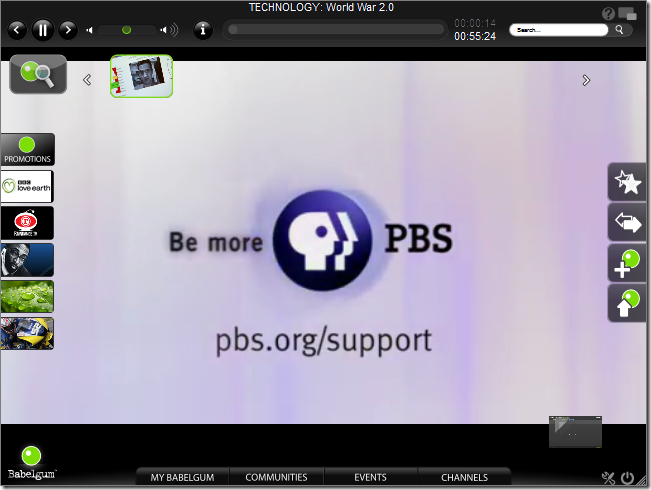 TECHNOLOGY: World War 2.0
00:00:14
00:55:24
Search...
PROMOTIONS
BBC
love earth
Be more PBS
pbs.org/support
Babelgum
MY BABELGUM
COMMUNITIES
EVENTS
CHANNELS